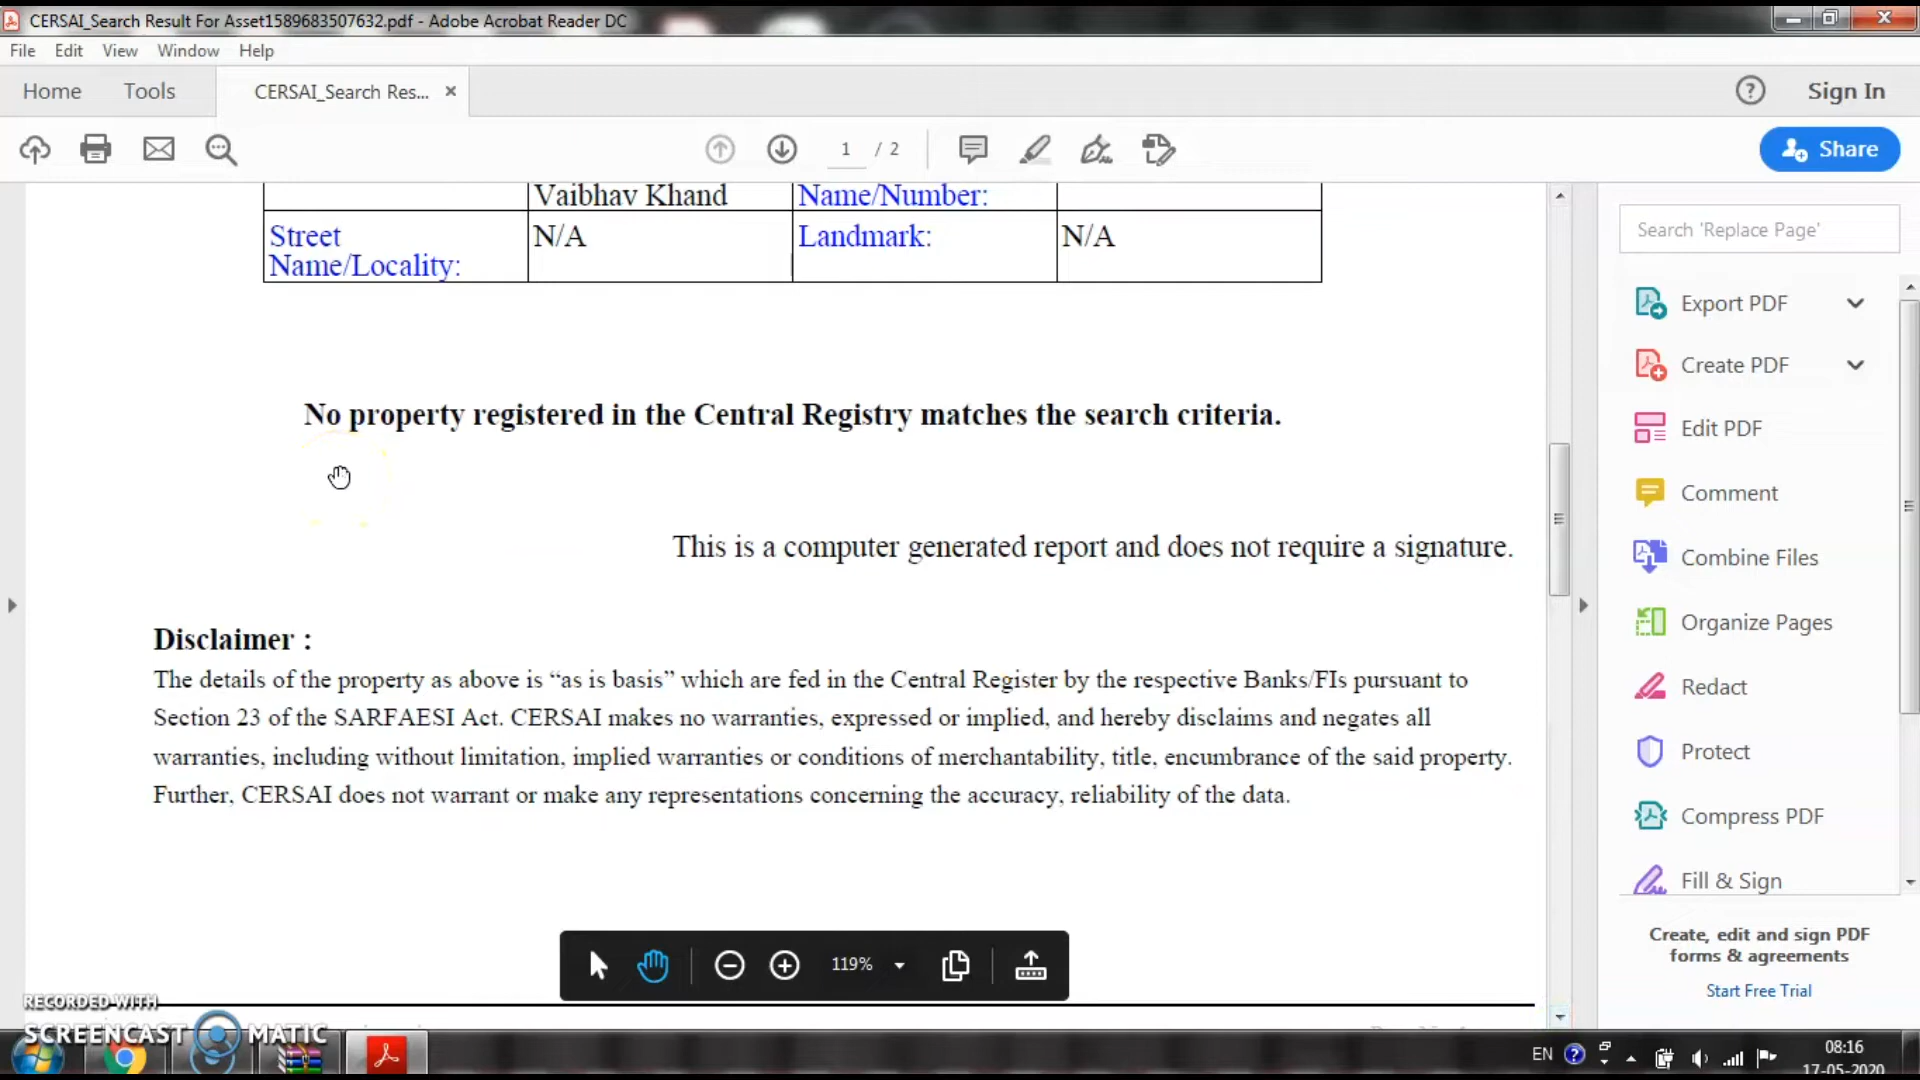 CERSAI_Search Result For Asset1589683507632.pdf - Adobe Acrobat Reader DC
File Edit View Window Help
Home Tools CERSAI_Search Res... Sign In
1 / 2 Share
Vaibhav Khand Name/Number:
Street N/A Landmark: N/A
Name/Locality:
No property registered in the Central Registry matches the search criteria.
This is a computer generated report and does not require a signature.
Disclaimer :
The details of the property as above is “as is basis” which are fed in the Central Register by the respective Banks/FIs pursuant to
Section 23 of the SARFAESI Act. CERSAI makes no warranties, expressed or implied, and hereby disclaims and negates all
warranties, including without limitation, implied warranties or conditions of merchantability, title, encumbrance of the said property.
Further, CERSAI does not warrant or make any representations concerning the accuracy, reliability of the data.
119%
Search 'Replace Page'
Export PDF
Create PDF
Edit PDF
Comment
Combine Files
Organize Pages
Redact
Protect
Compress PDF
Fill & Sign
Create, edit and sign PDF
forms & agreements
Start Free Trial
RECORDED WITH
SCREENCAST MATIC
EN 08:16
17-05-2020